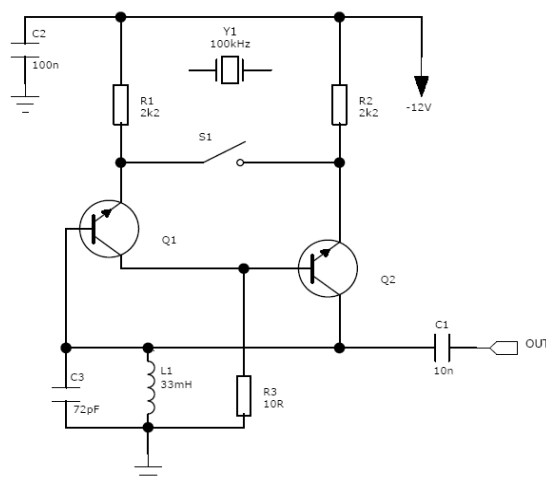 C2
100n
Y1
100kHz
R1
2k2
R2
2k2
-12V
S1
Q1
Q2
C3
72pF
L1
33mH
R3
10R
C1
10n
OUT